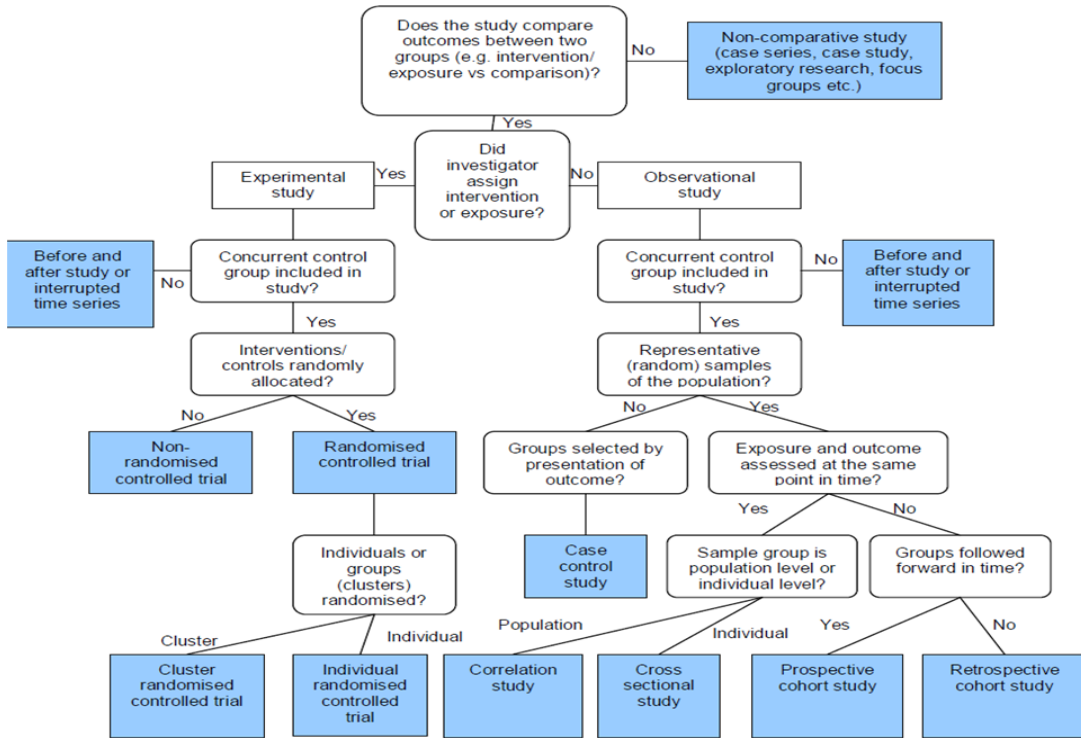 Does the study compare
outcomes between two
groups (e.g. intervention/
exposure vs comparison)?
No
Non-comparative study
(case series, case study,
exploratory research, focus
groups etc.)
Yes
Did
investigator
assign
intervention
or exposure?
Yes
No
Experimental
study
Observational
study
Before and
after study or
interrupted
time series
No
Concurrent control
group included in
study?
Concurrent control
group included in
study?
No
Before and
after study or
interrupted
time series
Yes
Yes
Interventions/
controls randomly
allocated?
Representative
(random) samples
of the population?
No
Yes
No
Yes
Non-
randomised
controlled trial
Randomised
controlled trial
Groups selected by
presentation of
outcome?
Exposure and outcome
assessed at the same
point in time?
Yes
No
Individuals or
groups
(clusters)
randomised?
Case
control
study
Sample group is
population level or
individual level?
Groups followed
forward in time?
Cluster
Individual
Population
Individual
Yes
No
Cluster
randomised
controlled trial
Individual
randomised
controlled
trial
Correlation
study
Cross
sectional
study
Prospective
cohort study
Retrospective
cohort study